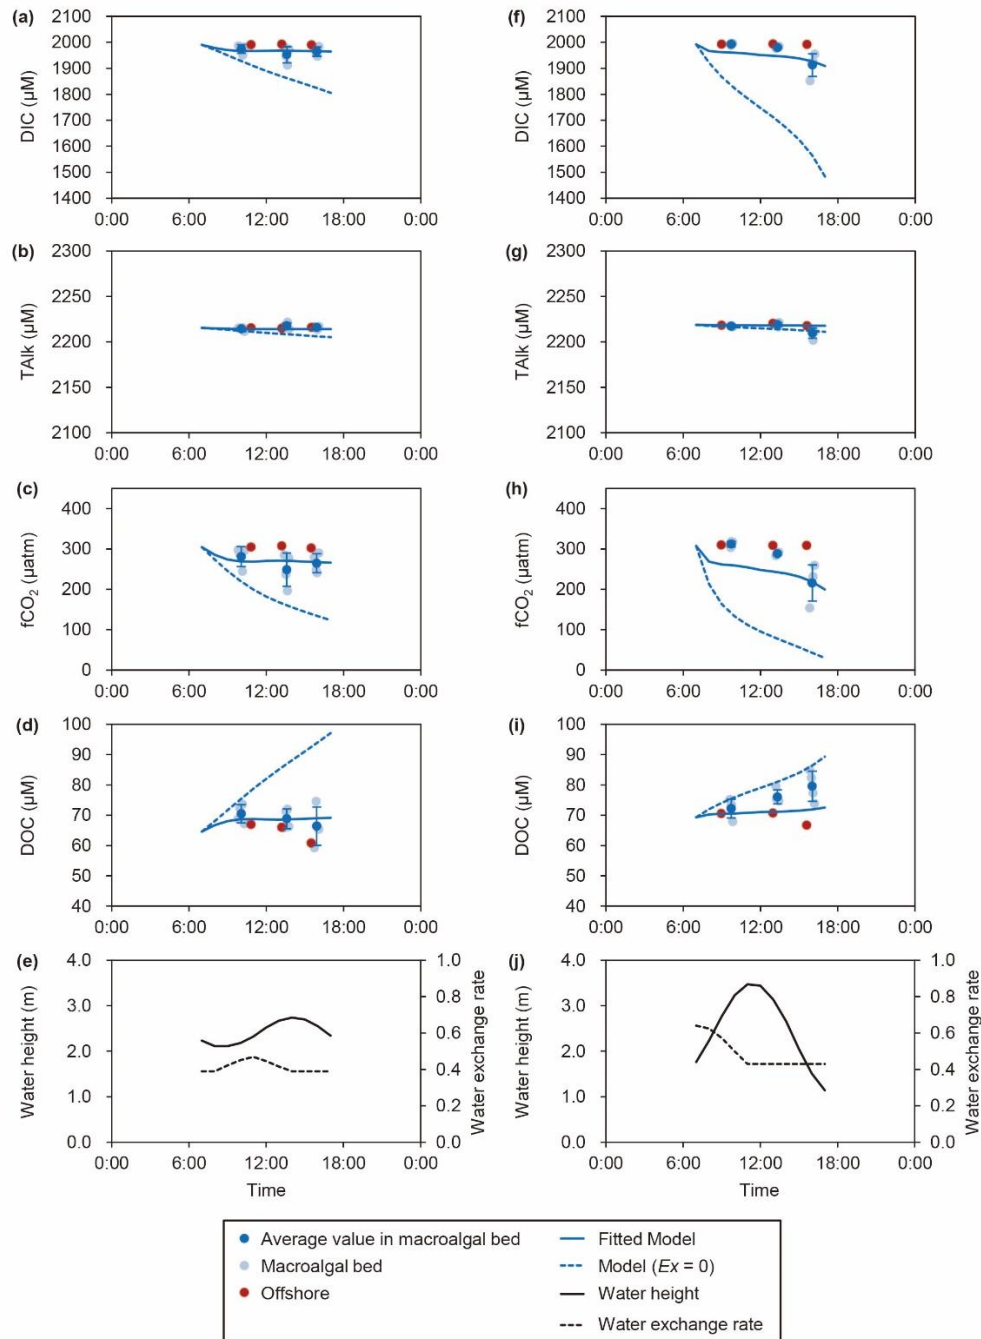 (a)
2100
2000
1900
1800
1700
1600
1500
1400
DIC (µM)
0:00 6:00 12:00 18:00 0:00
(f)
2100
2000
1900
1800
1700
1600
1500
1400
DIC (µM)
0:00 6:00 12:00 18:00 0:00
(b)
2300
2250
2200
2150
2100
TAlk (µM)
0:00 6:00 12:00 18:00 0:00
(g)
2300
2250
2200
2150
2100
TAlk (µM)
0:00 6:00 12:00 18:00 0:00
(c)
400
300
200
100
0
fCO₂ (µatm)
0:00 6:00 12:00 18:00 0:00
(h)
400
300
200
100
0
fCO₂ (µatm)
0:00 6:00 12:00 18:00 0:00
(d)
100
90
80
70
60
50
40
DOC (µM)
0:00 6:00 12:00 18:00 0:00
(i)
100
90
80
70
60
50
40
DOC (µM)
0:00 6:00 12:00 18:00 0:00
(e)
4.0
3.0
2.0
1.0
0.0
Water height (m)
1.0
0.8
0.6
0.4
0.2
0.0
Water exchange rate
0:00 6:00 12:00 18:00 0:00
Time
(j)
4.0
3.0
2.0
1.0
0.0
Water height (m)
1.0
0.8
0.6
0.4
0.2
0.0
Water exchange rate
0:00 6:00 12:00 18:00 0:00
Time
Average value in macroalgal bed
Macroalgal bed
Offshore
Fitted Model
Model (Ex = 0)
Water height
Water exchange rate